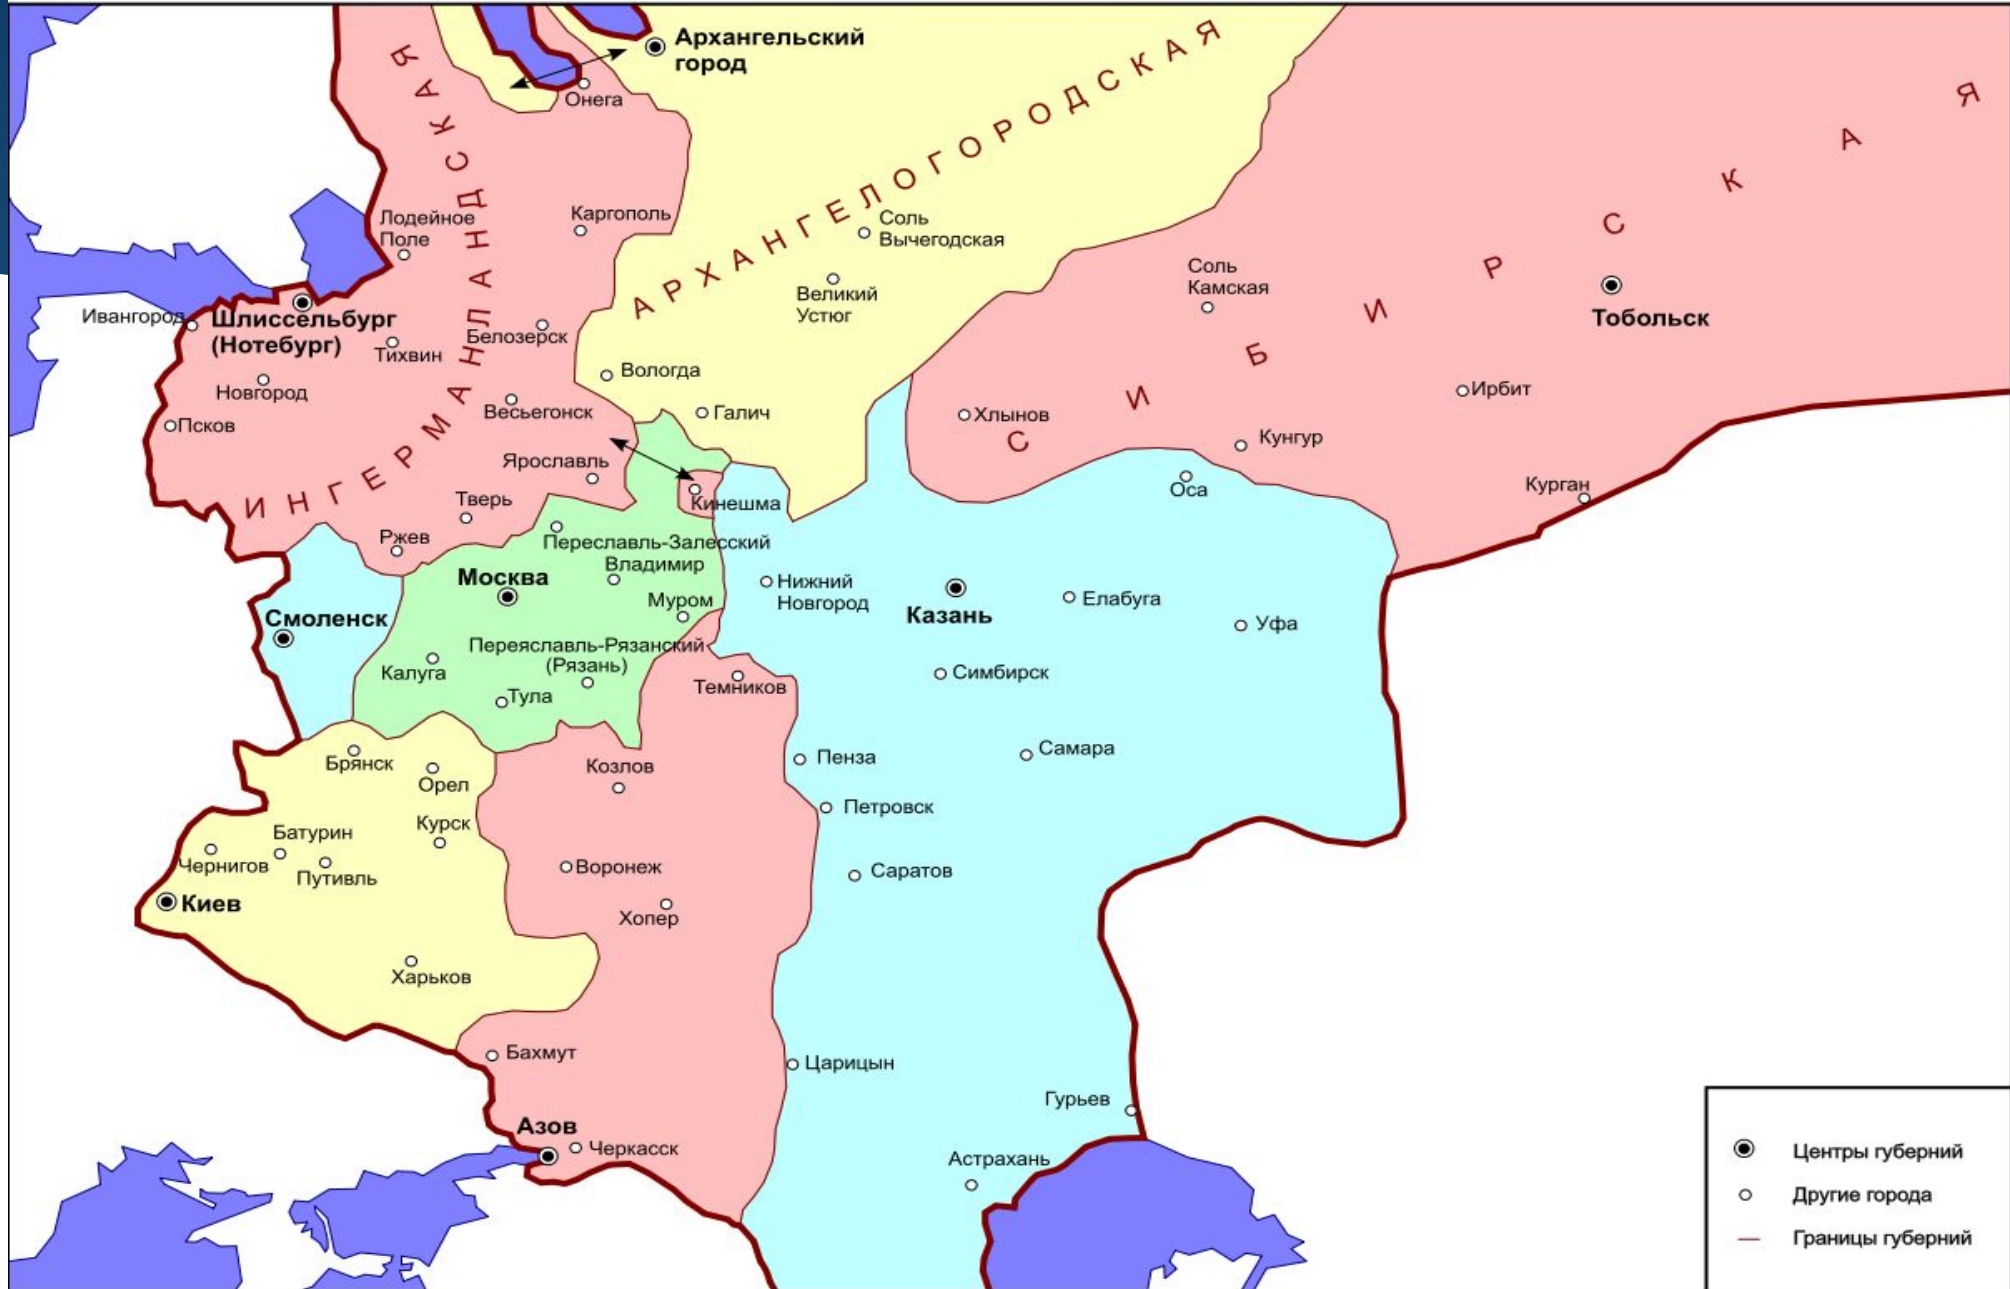 Архангельский
город
Онега
ИНГЕРМАНЛАНДСКАЯ
АРХАНГЕЛОГОРОДСКАЯ
СИБИРСКАЯ
Лодейное
Поле
Каргополь
Соль
Вычегодская
Великий
Устюг
Соль
Камская
Тобольск
Ивангород
Шлиссельбург
(Нотебург)
Тихвин
Белозерск
Новгород
Вологда
Весьегонск
Галич
Псков
Хлынов
Ирбит
Кунгур
Ярославль
Тверь
Кинешма
Оса
Курган
Ржев
Переславль-Залесский
Владимир
Москва
Муром
Нижний
Новгород
Казань
Елабуга
Уфа
Смоленск
Переяславль-Рязанский
(Рязань)
Калуга
Тула
Темников
Симбирск
Брянск
Орел
Козлов
Пенза
Самара
Петровск
Курск
Батурин
Чернигов
Путивль
Воронеж
Саратов
Киев
Хопер
Харьков
Бахмут
Царицын
Гурьев
Азов
Черкасск
Астрахань
Центры губерний
Другие города
Границы губерний